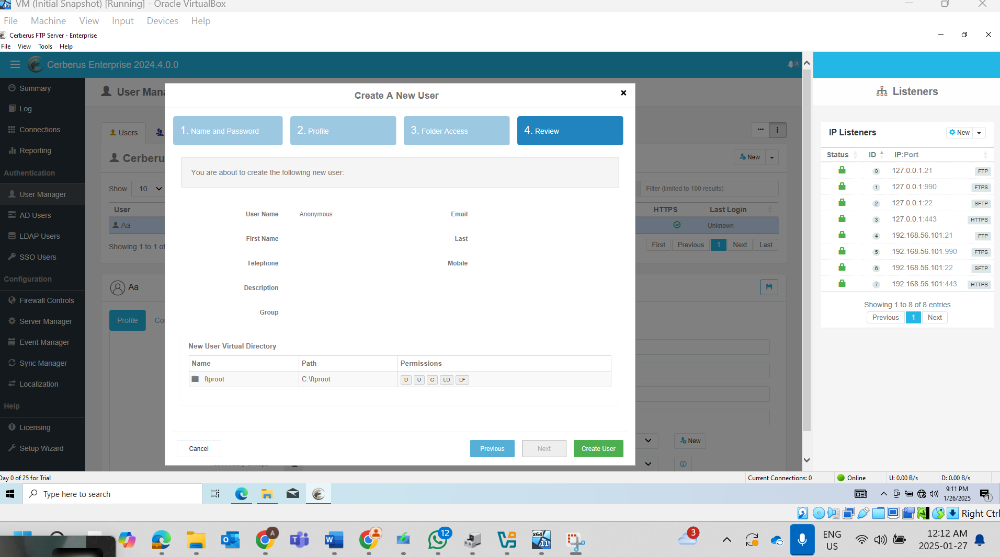 VM (Initial Snapshot) [Running] - Oracle VirtualBox
File Machine View Input Devices Help
Cerberus FTP Server - Enterprise
File View Tools Help
Cerberus Enterprise 2024.4.0.0
3
Summary
Log
Connections
Reporting
Authentication
User Manager
AD Users
LDAP Users
SSO Users
Configuration
Firewall Controls
Server Manager
Event Manager
Sync Manager
Localization
Help
Licensing
Setup Wizard
User Mana
Users
Cerberu
New
Show 10
Filter (limited to 100 results)
User
HTTPS Last Login
Aa
Unknown
Showing 1 to 1 of
First Previous 1 Next Last
Aa
Profile Co
New
Create A New User
1. Name and Password
2. Profile
3. Folder Access
4. Review
You are about to create the following new user:
User Name Anonymous Email
First Name Last
Telephone Mobile
Description
Group
New User Virtual Directory
Name Path Permissions
ftproot C:\ftproot D U C LD LF
Cancel Previous Next Create User
Listeners
IP Listeners New
Status ID IP:Port
0 127.0.0.1:21 FTP
1 127.0.0.1:990 FTPS
2 127.0.0.1:22 SFTP
3 127.0.0.1:443 HTTPS
4 192.168.56.101:21 FTP
5 192.168.56.101:990 FTPS
6 192.168.56.101:22 SFTP
7 192.168.56.101:443 HTTPS
Showing 1 to 8 of 8 entries
Previous 1 Next
Day 0 of 25 for Trial
Current Connections: 0 Online U: 0.00 B/s D: 0.00 B/s
Type here to search
9:11 PM
1/26/2025
1
Right Ctrl
A
12
x64
11
3
ENG
US
12:12 AM
2025-01-27